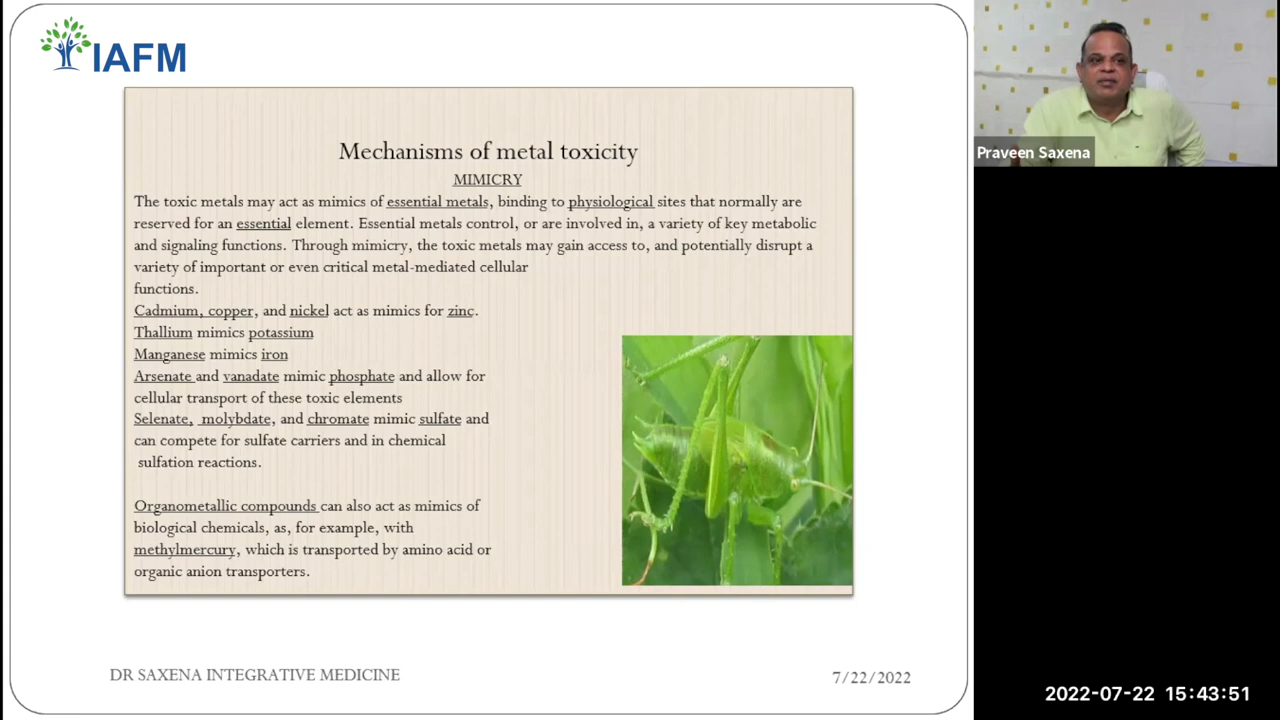 IAFM
Mechanisms of metal toxicity
MIMICRY
The toxic metals may act as mimics of essential metals, binding to physiological sites that normally are
reserved for an essential element. Essential metals control, or are involved in, a variety of key metabolic
and signaling functions. Through mimicry, the toxic metals may gain access to, and potentially disrupt a
variety of important or even critical metal-mediated cellular
functions.
Cadmium, copper, and nickel act as mimics for zinc.
Thallium mimics potassium
Manganese mimics iron
Arsenate and vanadate mimic phosphate and allow for
cellular transport of these toxic elements
Selenate, molybdate, and chromate mimic sulfate and
can compete for sulfate carriers and in chemical
sulfation reactions.
Organometallic compounds can also act as mimics of
biological chemicals, as, for example, with
methylmercury, which is transported by amino acid or
organic anion transporters.
DR SAXENA INTEGRATIVE MEDICINE
7/22/2022
Praveen Saxena
2022-07-22 15:43:51